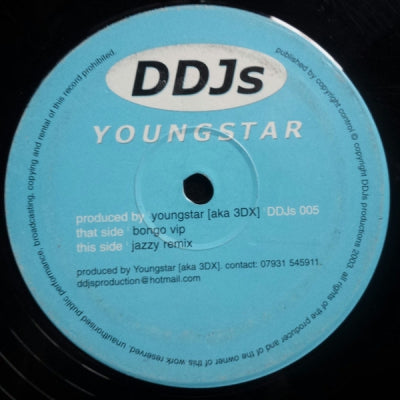 DDJs
YOUNGSTAR
produced by youngstar [aka 3DX] DDJs 005
that side bongo vip
this side jazzy remix
produced by Youngstar [aka 3DX]. contact: 07931 545911.
ddjsproduction@hotmail.com
published by copyright control © copyright DDJs productions 2003. all rights of the producer and of the owner of this work reserved. unauthorised public performance, broadcasting, copying and rental of this record prohibited.